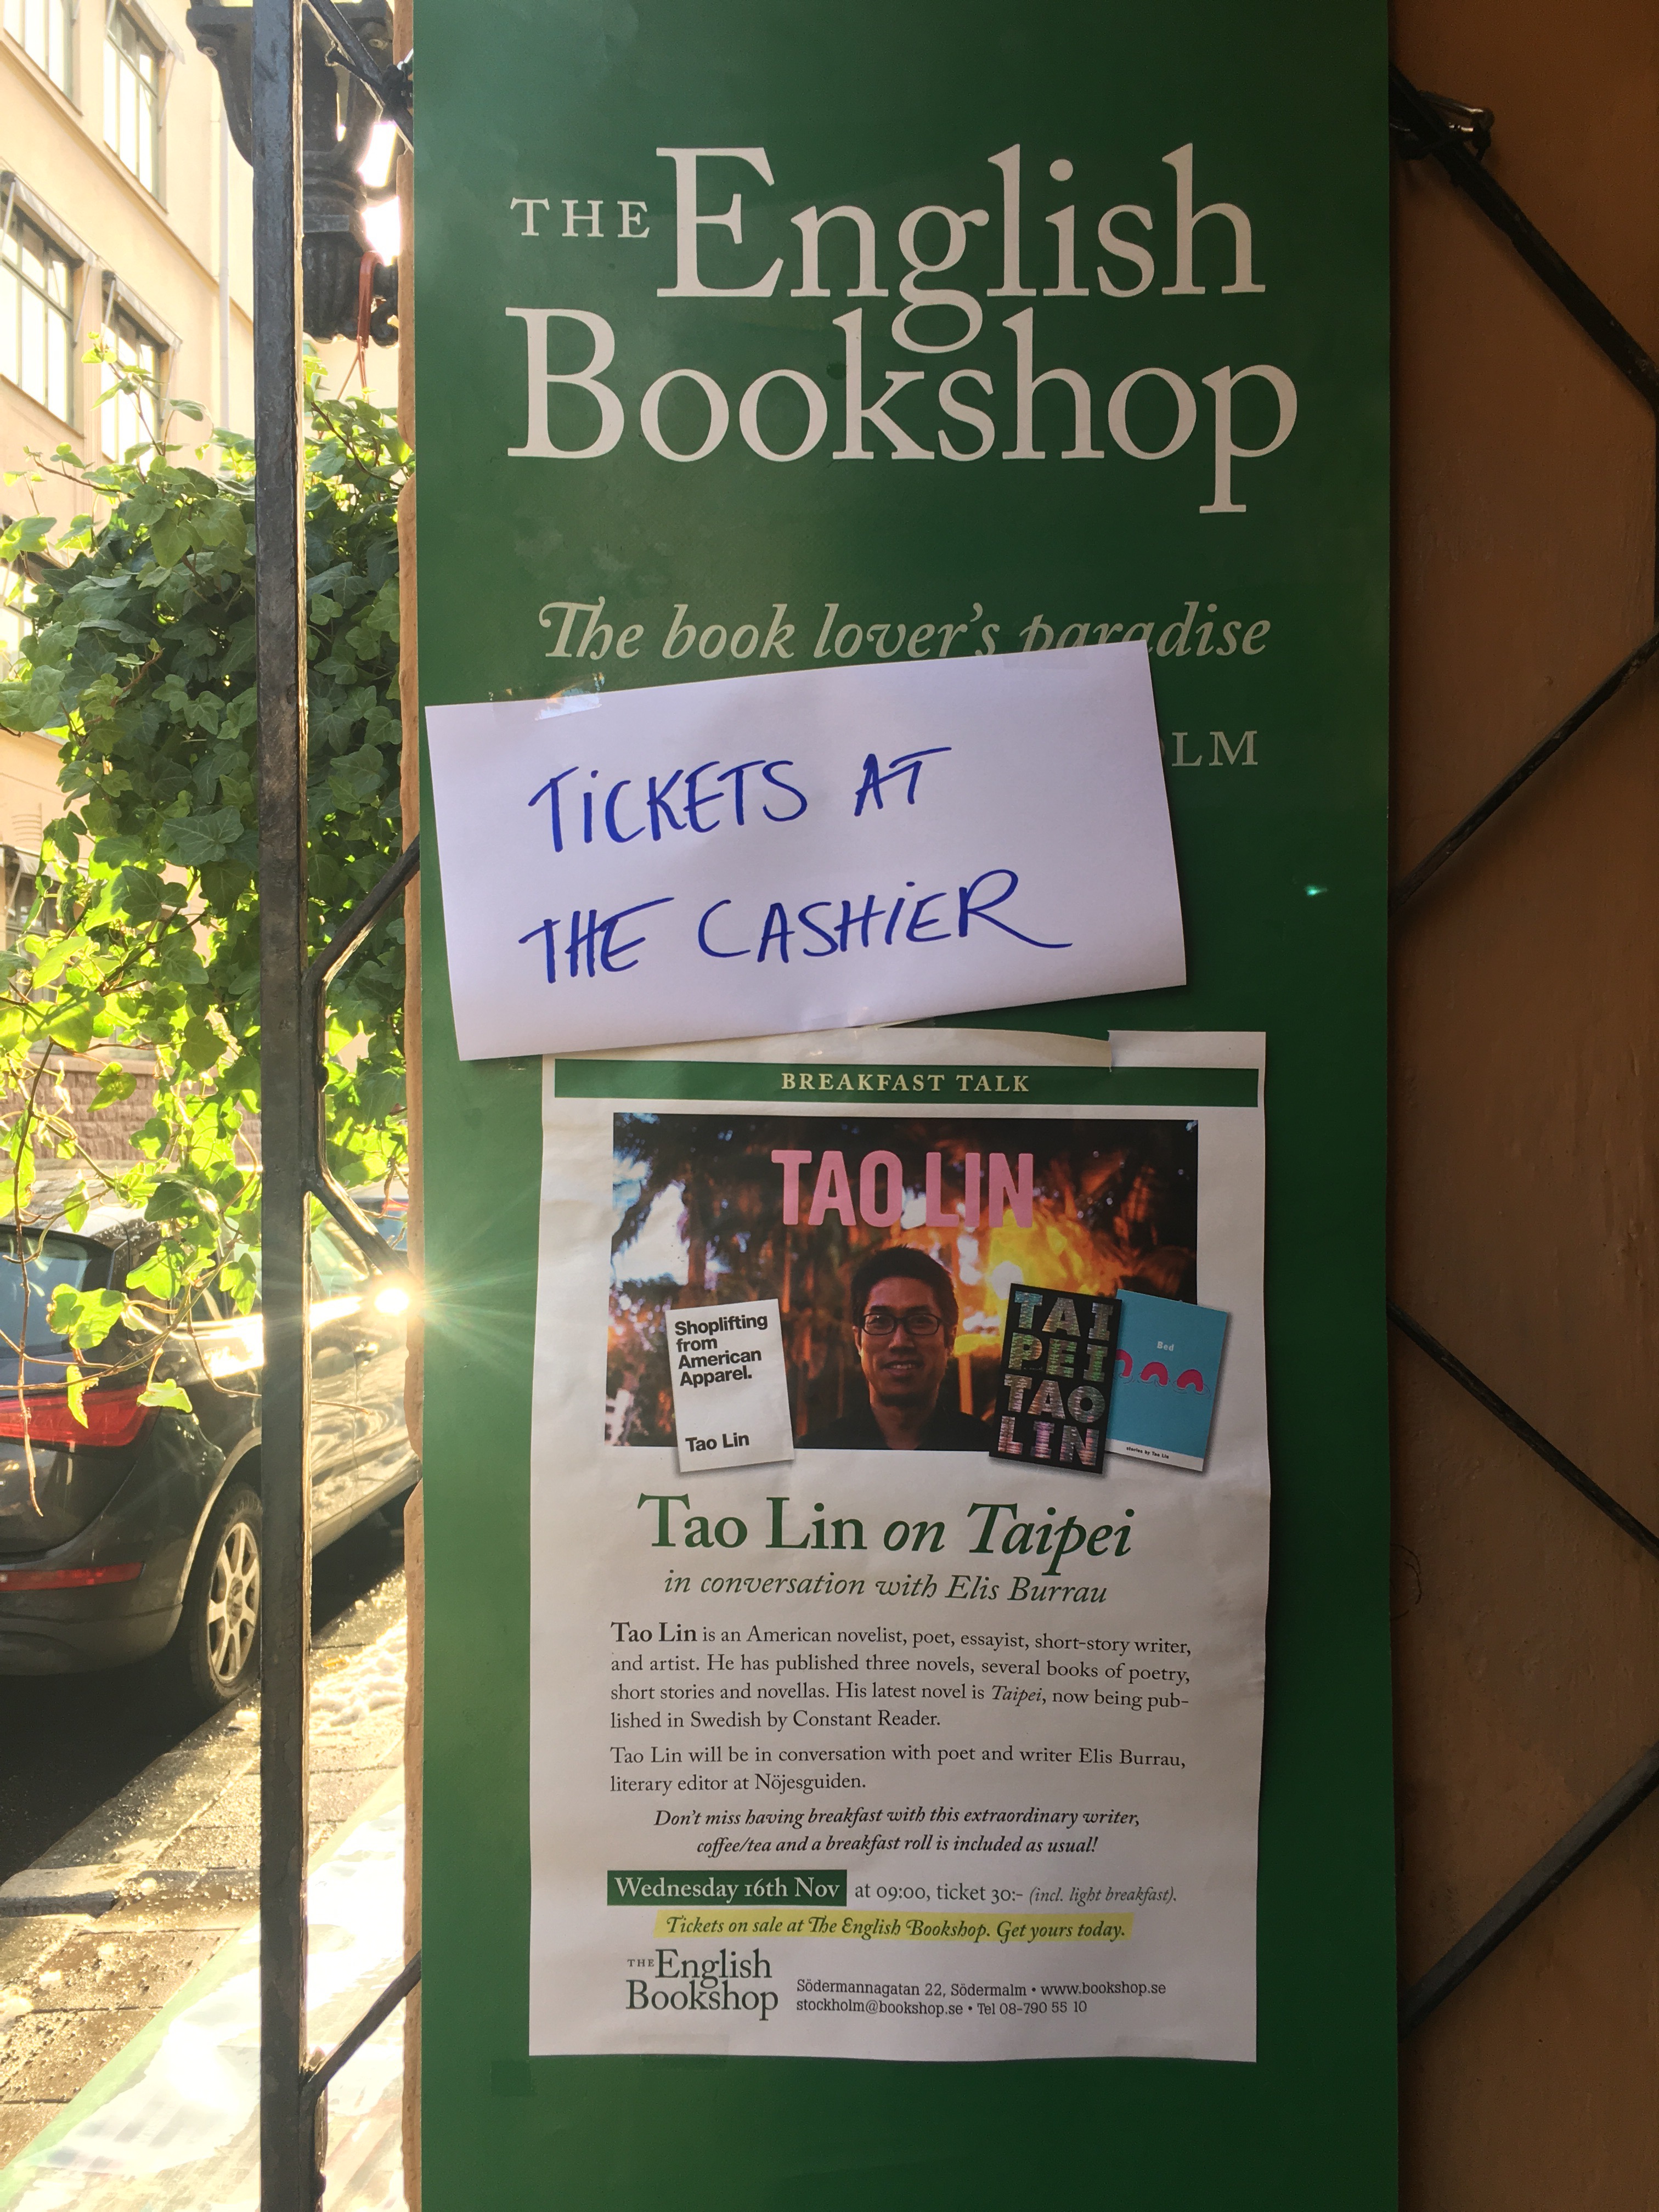 THE English
Bookshop
The book lover's paradise
TiCKETS AT
THE CASHiER
BREAKFAST TALK
TAO LIN
Shoplifting
from
American
Apparel.
Tao Lin
TAI
PEI
TAO
LIN
Bed
stories by Tao Lin
Tao Lin on Taipei
in conversation with Elis Burrau
Tao Lin is an American novelist, poet, essayist, short-story writer,
and artist. He has published three novels, several books of poetry,
short stories and novellas. His latest novel is Taipei, now being pub-
lished in Swedish by Constant Reader.
Tao Lin will be in conversation with poet and writer Elis Burrau,
literary editor at Nöjesguiden.
Don't miss having breakfast with this extraordinary writer,
coffee/tea and a breakfast roll is included as usual!
Wednesday 16th Nov at 09:00, ticket 30:- (incl. light breakfast).
Tickets on sale at The English Bookshop. Get yours today.
THE English
Bookshop
Södermannagatan 22, Södermalm • www.bookshop.se
stockholm@bookshop.se • Tel 08-790 55 10